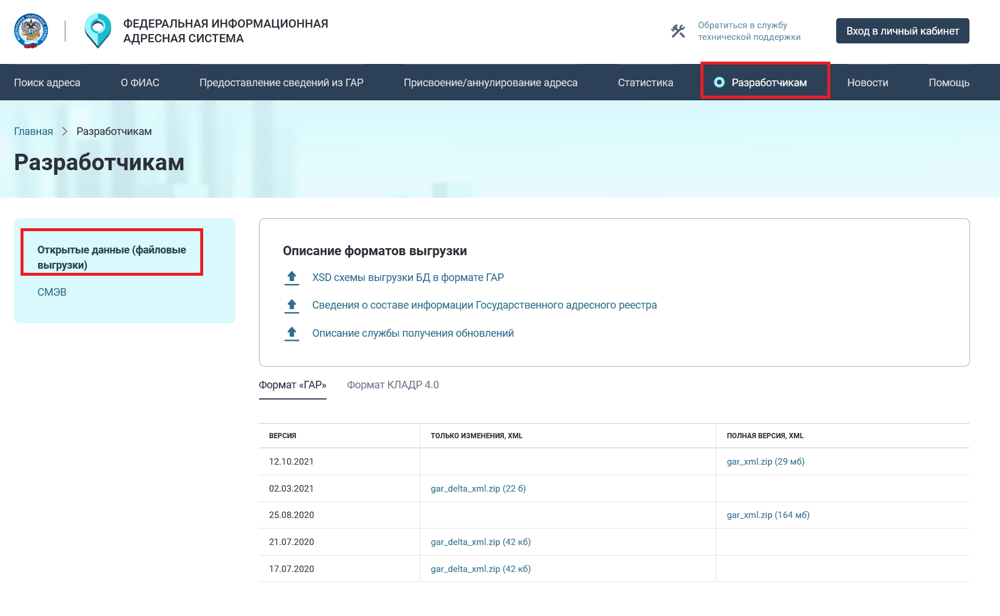 ФЕДЕРАЛЬНАЯ ИНФОРМАЦИОННАЯ
АДРЕСНАЯ СИСТЕМА
Обратиться в службу
технической поддержки
Вход в личный кабинет
Поиск адреса
О ФИАС
Предоставление сведений из ГАР
Присвоение/аннулирование адреса
Статистика
Разработчикам
Новости
Помощь
Главная
Разработчикам
Разработчикам
Открытые данные (файловые
выгрузки)
СМЭВ
Описание форматов выгрузки
XSD схемы выгрузки БД в формате ГАР
Сведения о составе информации Государственного адресного реестра
Описание службы получения обновлений
Формат «ГАР»
Формат КЛАДР 4.0
ВЕРСИЯ
ТОЛЬКО ИЗМЕНЕНИЯ, XML
ПОЛНАЯ ВЕРСИЯ, XML
12.10.2021
gar_xml.zip (29 мб)
02.03.2021
gar_delta_xml.zip (22 б)
25.08.2020
gar_xml.zip (164 мб)
21.07.2020
gar_delta_xml.zip (42 кб)
17.07.2020
gar_delta_xml.zip (42 кб)